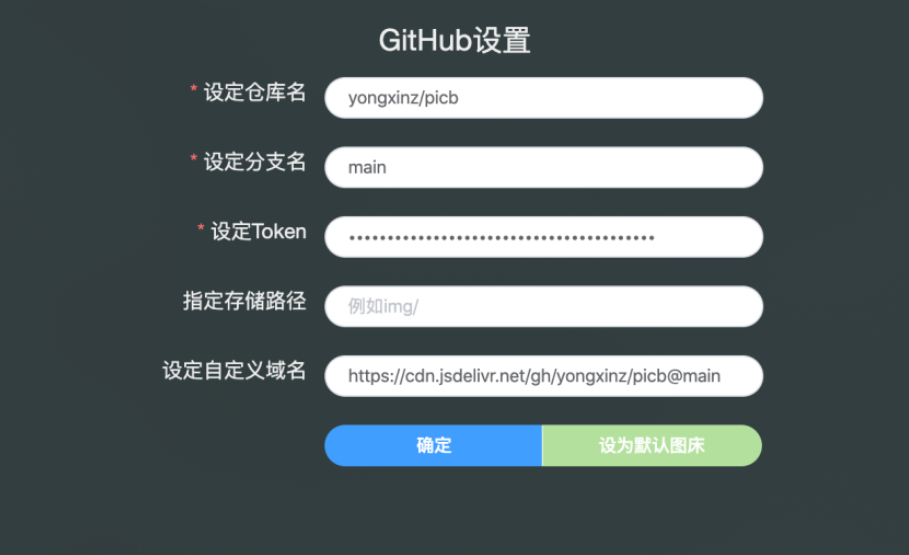 GitHub设置
* 设定仓库名 yongxinz/picb
* 设定分支名 main
* 设定Token ••••••••••••••••••••••••••••••••••••••••
指定存储路径 例如img/
设定自定义域名 https://cdn.jsdelivr.net/gh/yongxinz/picb@main
确定 设为默认图床